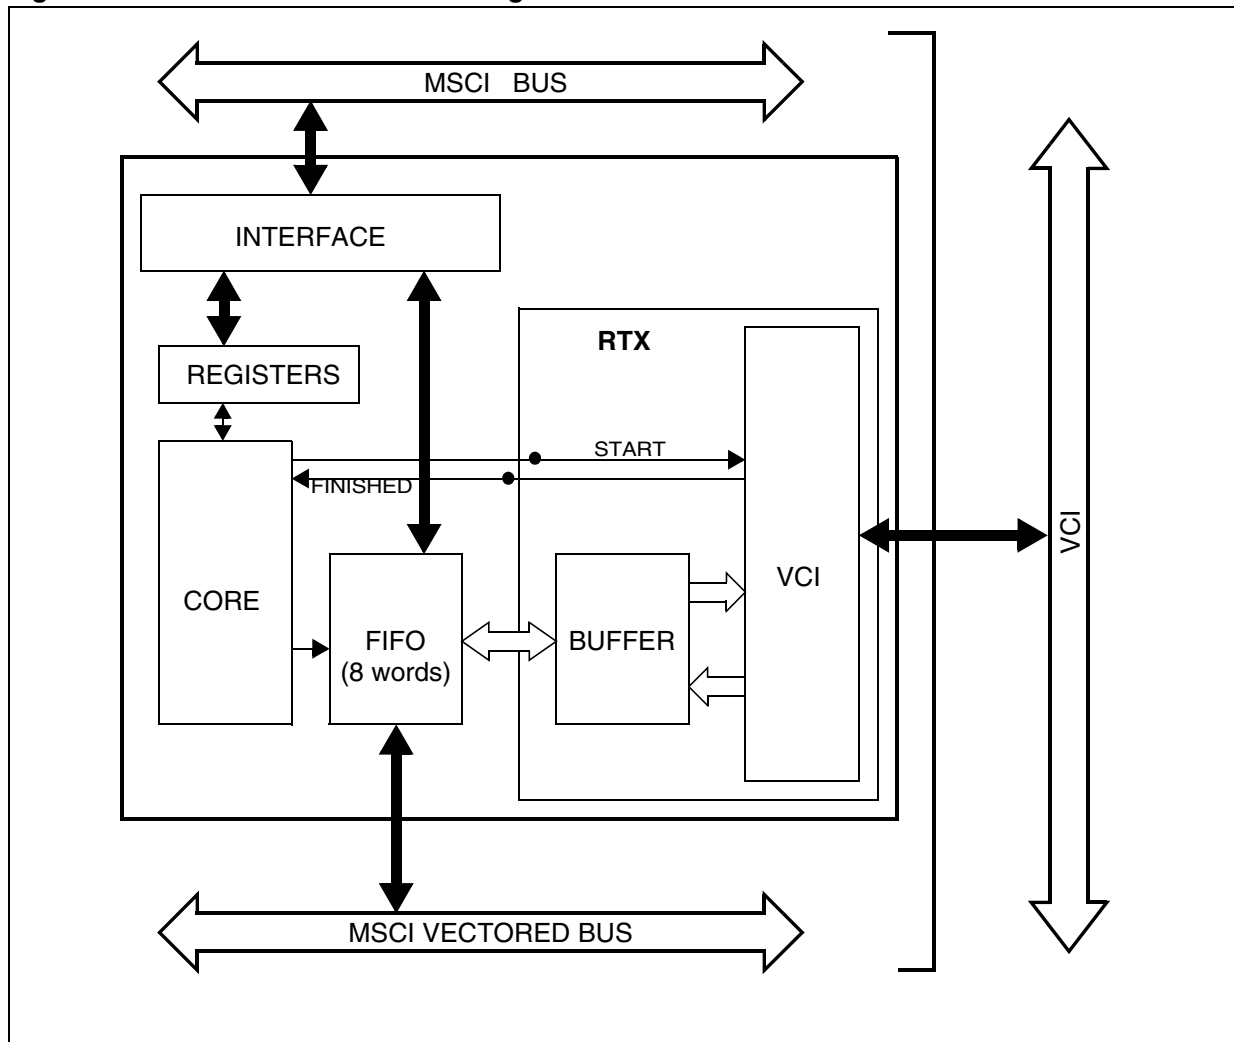 MSCI BUS
INTERFACE
RTX
REGISTERS
START
FINISHED
VCI
VCI
CORE
FIFO
(8 words)
BUFFER
MSCI VECTORED BUS